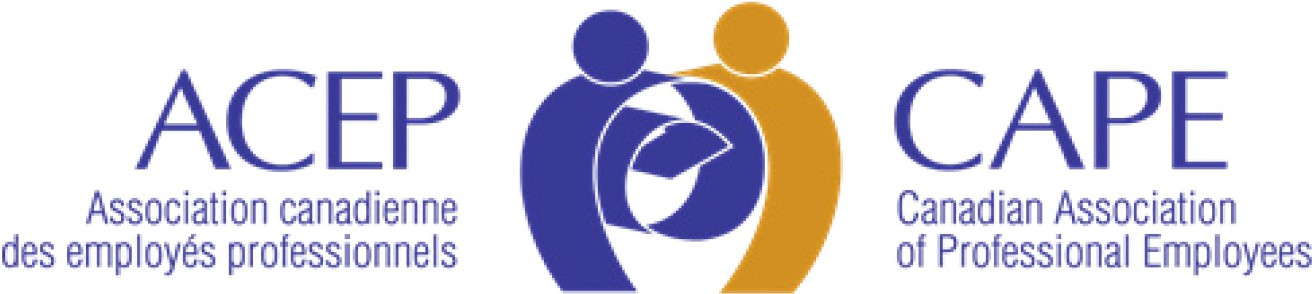 ACEP
Association canadienne
des employés professionnels
CAPE
Canadian Association
of Professional Employees